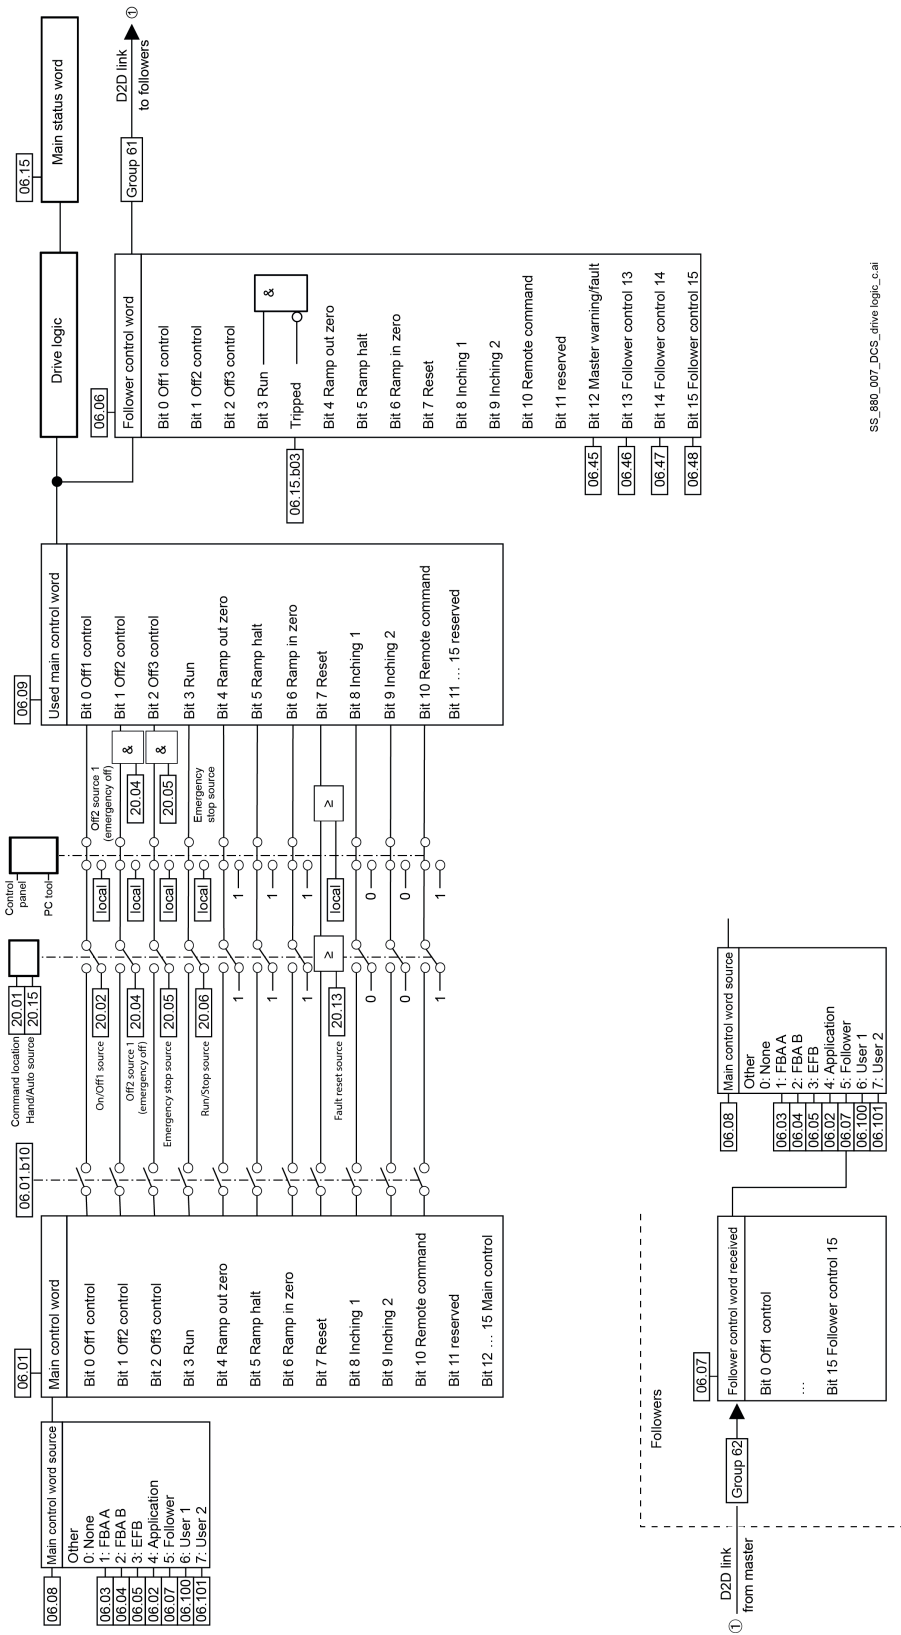 06.08
Main control word source
Other
0: None
06.03 1: FBA A
06.04 2: FBA B
06.05 3: EFB
06.02 4: Application
06.07 5: Follower
06.100 6: User 1
06.101 7: User 2
06.01
Main control word
Bit 0 Off1 control
Bit 1 Off2 control
Bit 2 Off3 control
Bit 3 Run
Bit 4 Ramp out zero
Bit 5 Ramp halt
Bit 6 Ramp in zero
Bit 7 Reset
Bit 8 Inching 1
Bit 9 Inching 2
Bit 10 Remote command
Bit 11 reserved
Bit 12 … 15 Main control
06.01.b10
Command location 20.01
Hand/Auto source 20.15
On/Off1 source 20.02
Off2 source 1
(emergency off) 20.04
Emergency stop source 20.05
Run/Stop source 20.06
1
1
1
Fault reset source 20.13
≥
0
0
1
Control
panel
PC tool
local
local
local
local
1
1
1
local
≥
0
0
1
Off2 source 1
(emergency off)
20.04
&
20.05
&
Emergency
stop source
06.09
Used main control word
Bit 0 Off1 control
Bit 1 Off2 control
Bit 2 Off3 control
Bit 3 Run
Bit 4 Ramp out zero
Bit 5 Ramp halt
Bit 6 Ramp in zero
Bit 7 Reset
Bit 8 Inching 1
Bit 9 Inching 2
Bit 10 Remote command
Bit 11 … 15 reserved
Drive logic
06.15
Main status word
06.06
Follower control word
Bit 0 Off1 control
Bit 1 Off2 control
Bit 2 Off3 control
Bit 3 Run
&
06.15.b03 Tripped
Bit 4 Ramp out zero
Bit 5 Ramp halt
Bit 6 Ramp in zero
Bit 7 Reset
Bit 8 Inching 1
Bit 9 Inching 2
Bit 10 Remote command
Bit 11 reserved
06.45 Bit 12 Master warning/fault
06.46 Bit 13 Follower control 13
06.47 Bit 14 Follower control 14
06.48 Bit 15 Follower control 15
Group 61
D2D link
to followers
①
Followers
①
D2D link
from master
Group 62
06.07
Follower control word received
Bit 0 Off1 control
…
Bit 15 Follower control 15
06.08
Main control word source
Other
0: None
06.03 1: FBA A
06.04 2: FBA B
06.05 3: EFB
06.02 4: Application
06.07 5: Follower
06.100 6: User 1
06.101 7: User 2
SS_880_007_DCS_drive logic_c.ai